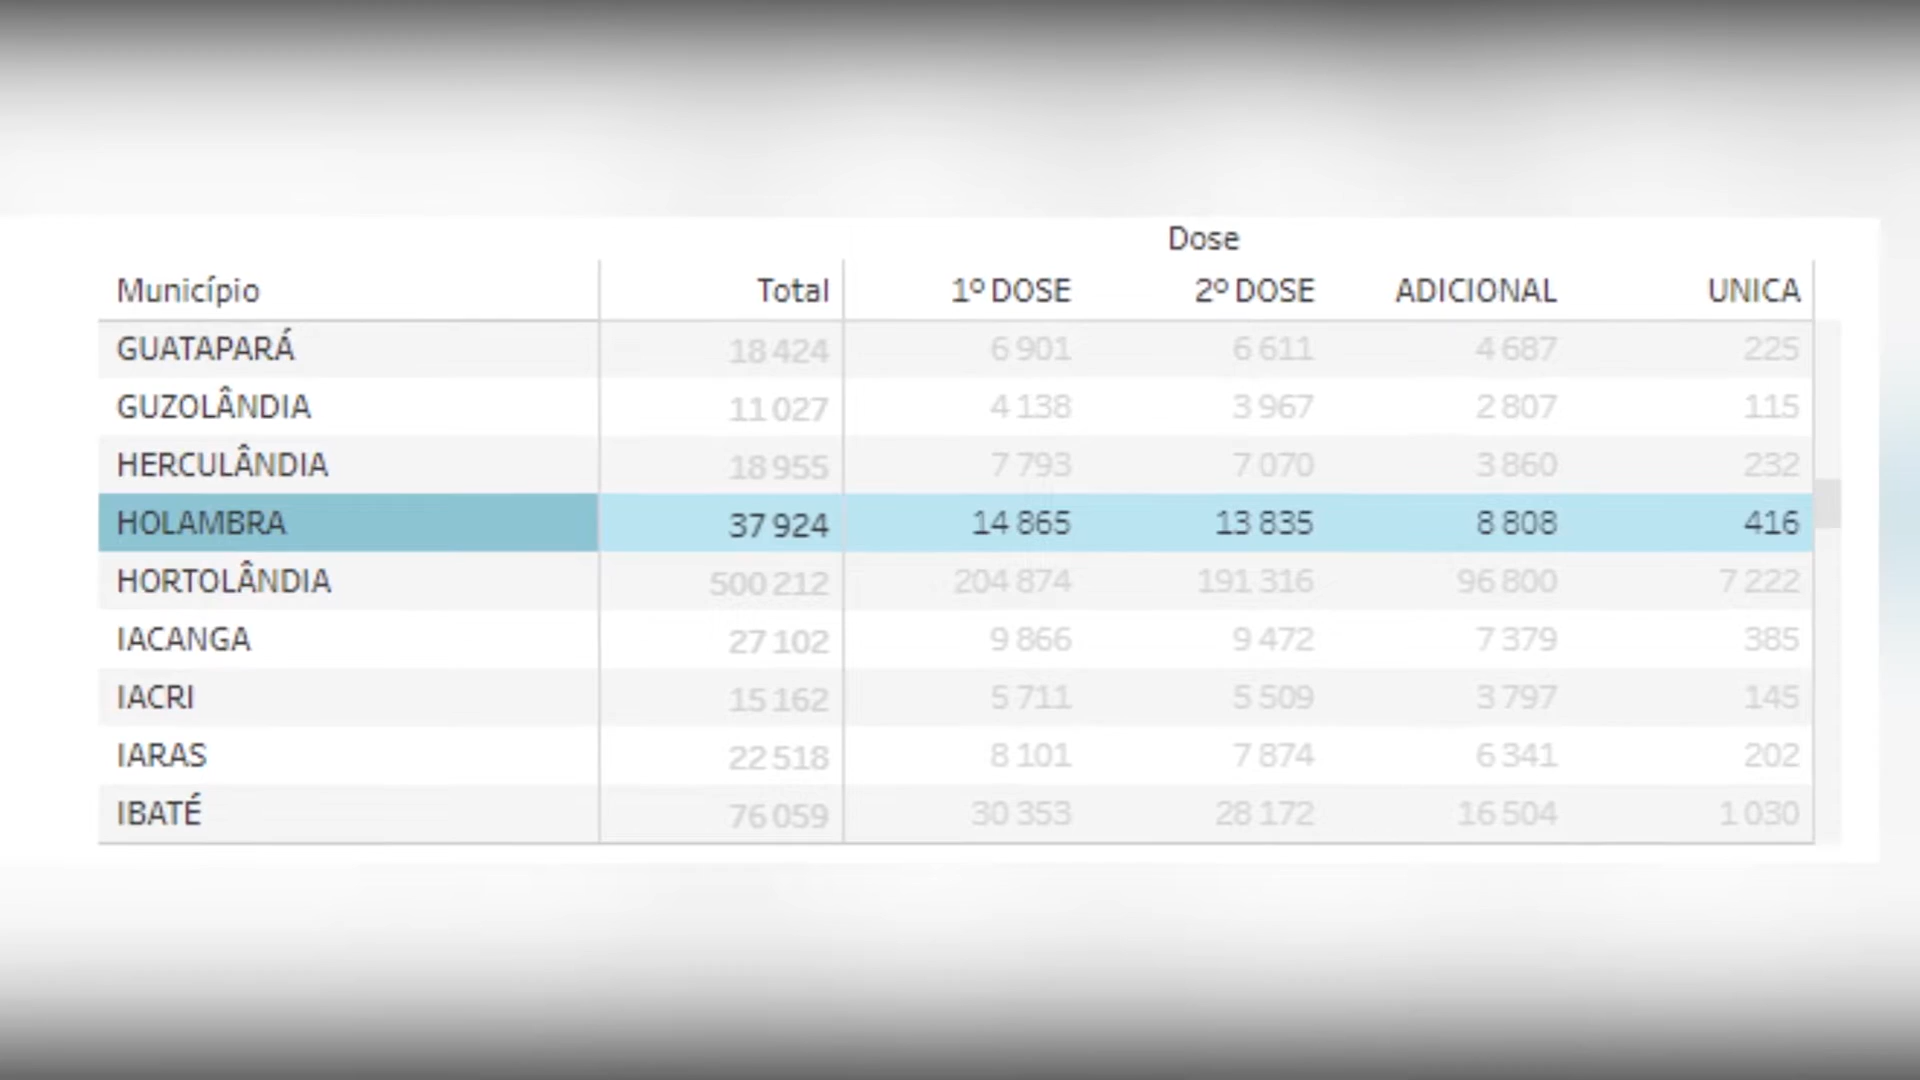 Dose
Município Total 1º DOSE 2º DOSE ADICIONAL UNICA
GUATAPARÁ 18 424 6 901 6 611 4 687 225
GUZOLÂNDIA 11 027 4 138 3 967 2 807 115
HERCULÂNDIA 18 955 7 793 7 070 3 860 232
HOLAMBRA 37 924 14 865 13 835 8 808 416
HORTOLÂNDIA 500 212 204 874 191 316 96 800 7 222
IACANGA 27 102 9 866 9 472 7 379 385
IACRI 15 162 5 711 5 509 3 797 145
IARAS 22 518 8 101 7 874 6 341 202
IBATÉ 76 059 30 353 28 172 16 504 1 030